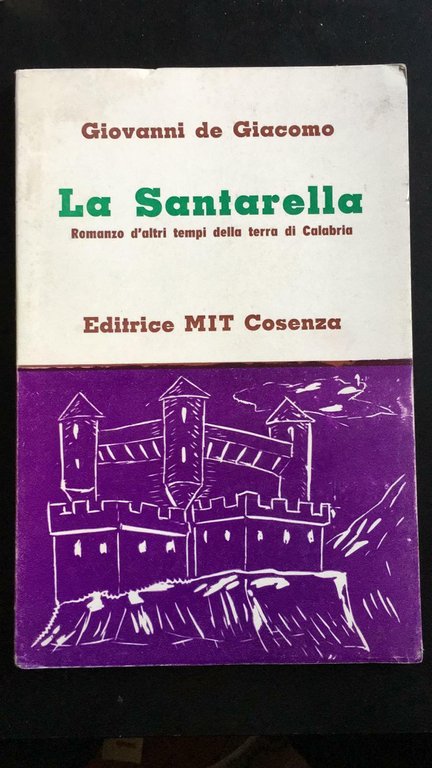 Giovanni de Giacomo
La Santarella
Romanzo d'altri tempi della terra di Calabria
Editrice MIT Cosenza